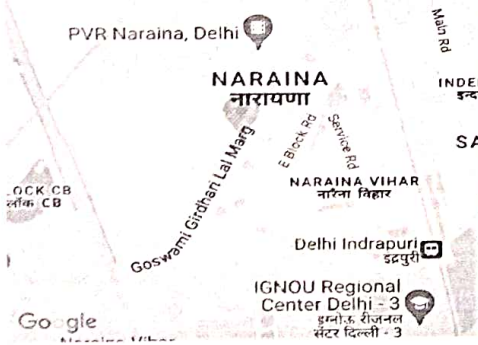 PVR Naraina, Delhi
Main Rd
NARAINA
नारायणा
INDE
इन्द
E Block Rd
Service Rd
SA
Goswami Girdhari Lal Marg
NARAINA VIHAR
नारैना विहार
LOCK CB
लॉक CB
Delhi Indrapuri
इंद्रपुरी
IGNOU Regional
Center Delhi - 3
इग्नोऊ रीजनल
सेंटर दिल्ली - 3
Google